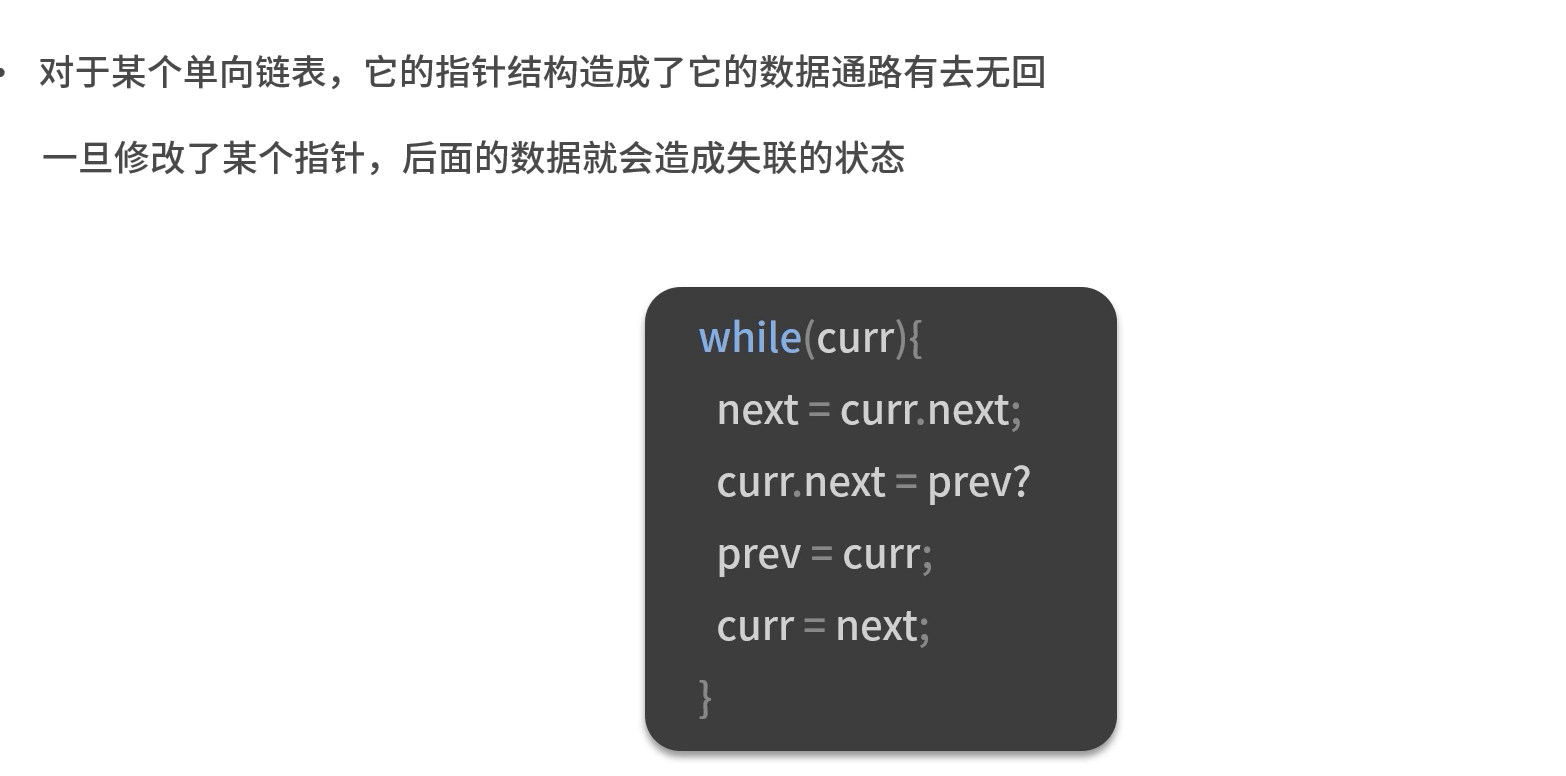 • 对于某个单向链表，它的指针结构造成了它的数据通路有去无回
一旦修改了某个指针，后面的数据就会造成失联的状态
while(curr){
next = curr.next;
curr.next = prev?
prev = curr;
curr = next;
}